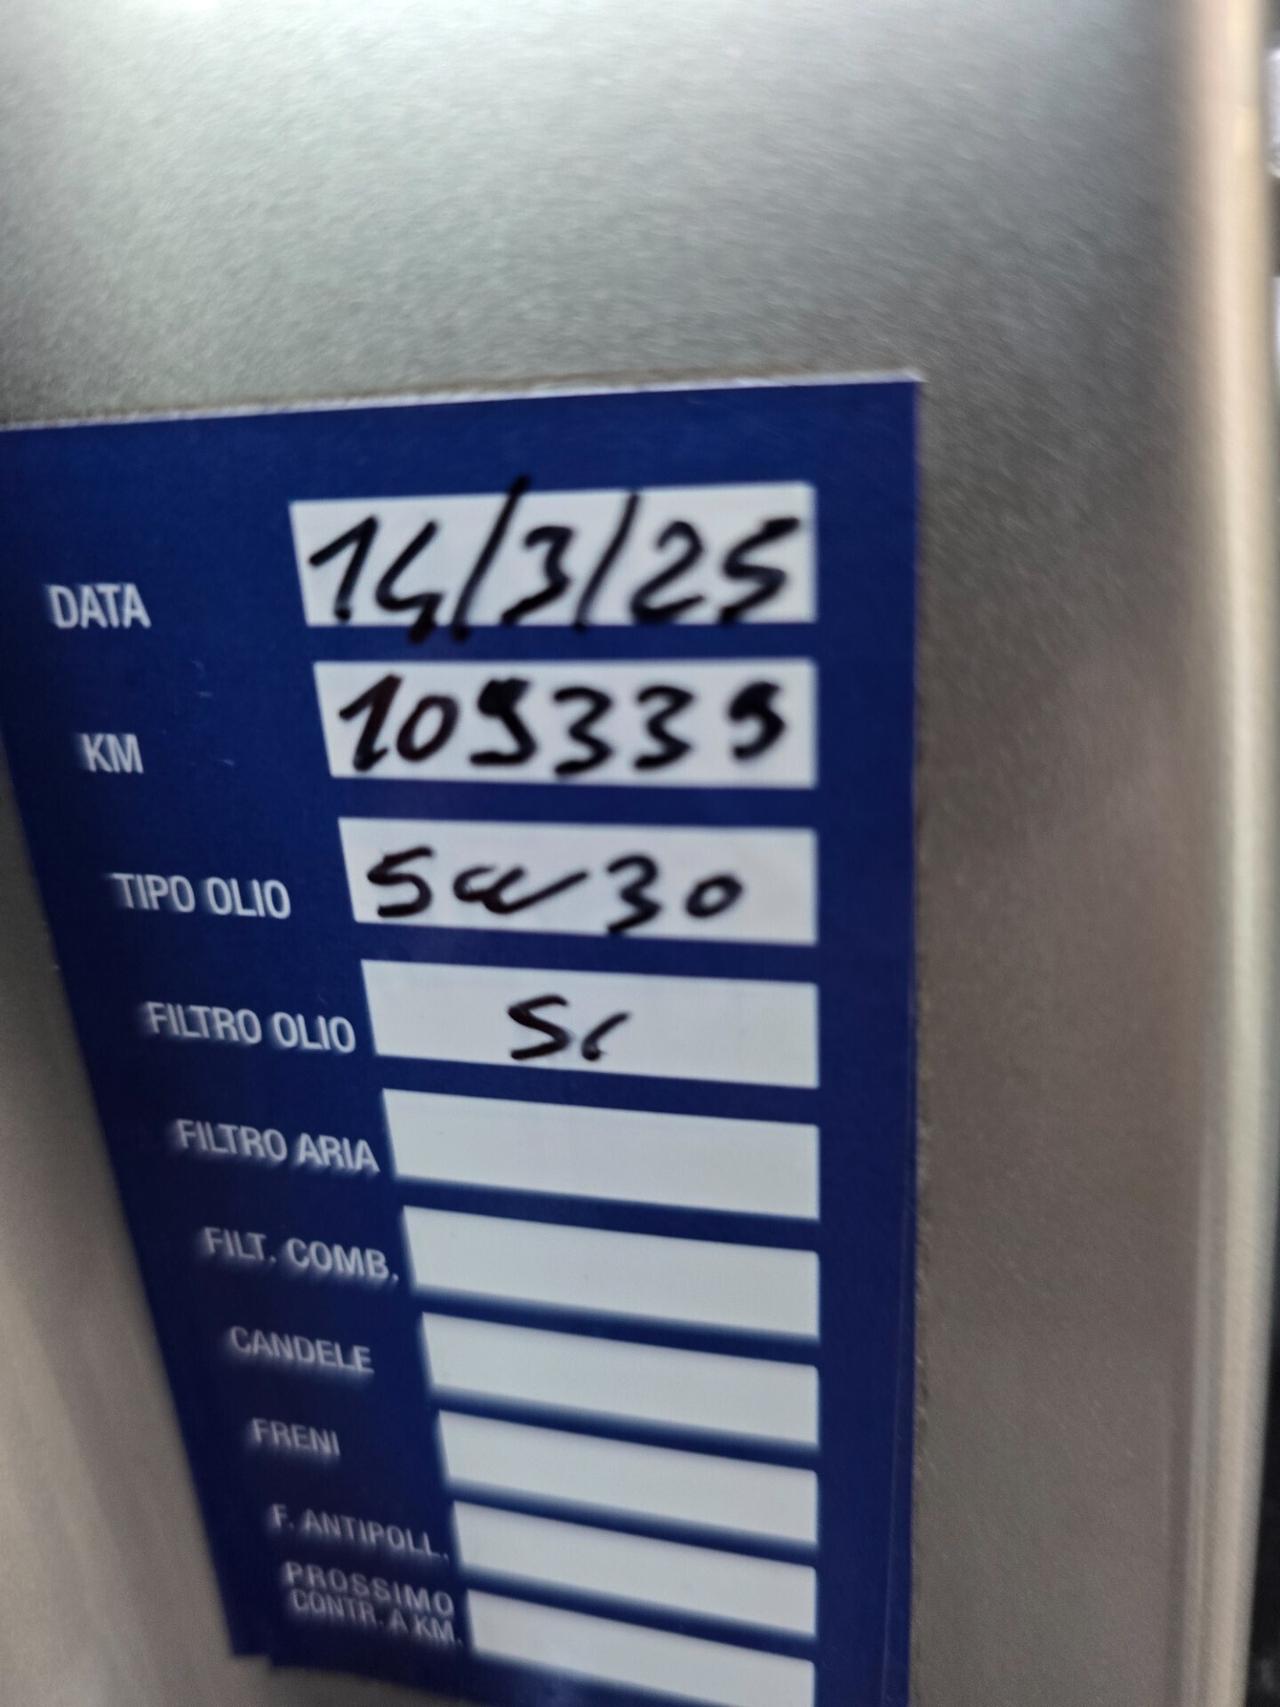 DATA 14/3/25
KM 109339
TIPO OLIO 5W30
FILTRO OLIO Si
FILTRO ARIA
FILT. COMB.
CANDELE
FRENI
F. ANTIPOLL.
PROSSIMO
CONTR. A KM.